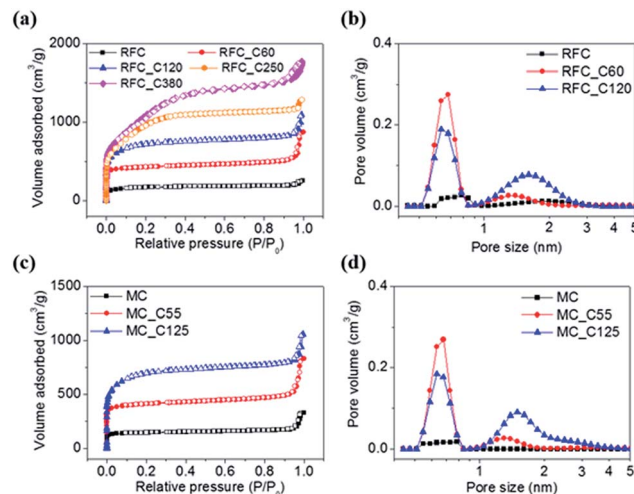 (a)
2000
1000
0
Volume adsorbed (cm³/g)
RFC
RFC_C60
RFC_C120
RFC_C250
RFC_C380
0.0 0.2 0.4 0.6 0.8 1.0
Relative pressure (P/P₀)
(b)
0.4
0.2
0.0
Pore volume (cm³/g)
RFC
RFC_C60
RFC_C120
1 2 3 4 5
Pore size (nm)
(c)
1500
1000
500
0
Volume adsorbed (cm³/g)
MC
MC_C55
MC_C125
0.0 0.2 0.4 0.6 0.8 1.0
Relative pressure (P/P₀)
(d)
0.4
0.2
0.0
Pore volume (cm³/g)
MC
MC_C55
MC_C125
1 2 3 4 5
Pore size (nm)